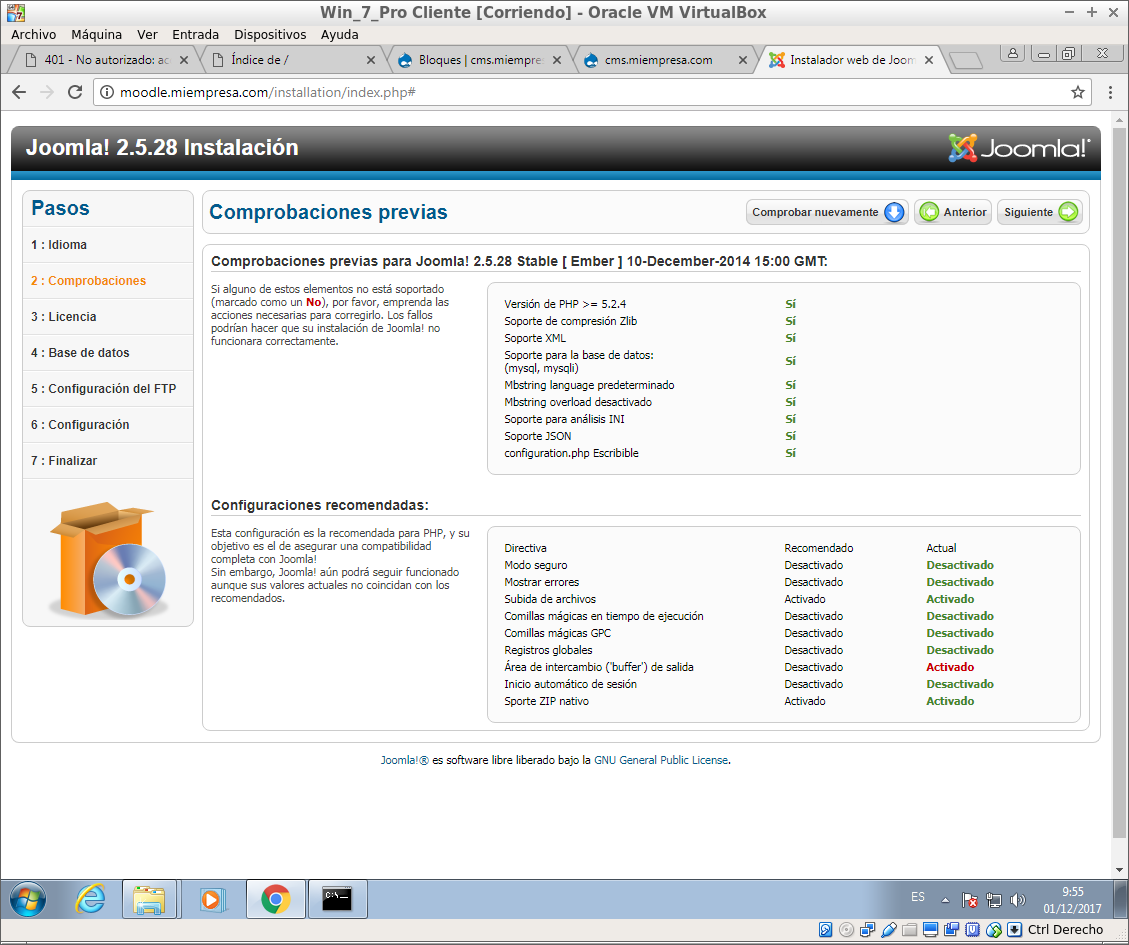 Win_7_Pro Cliente [Corriendo] - Oracle VM VirtualBox
Archivo Máquina Ver Entrada Dispositivos Ayuda
401 - No autorizado: ac
Índice de /
Bloques | cms.miempres
cms.miempresa.com
Instalador web de Joom
moodle.miempresa.com/installation/index.php#
Joomla! 2.5.28 Instalación
Joomla!
Pasos
1 : Idioma
2 : Comprobaciones
3 : Licencia
4 : Base de datos
5 : Configuración del FTP
6 : Configuración
7 : Finalizar
Comprobaciones previas
Comprobar nuevamente
Anterior
Siguiente
Comprobaciones previas para Joomla! 2.5.28 Stable [ Ember ] 10-December-2014 15:00 GMT:
Si alguno de estos elementos no está soportado
(marcado como un No), por favor, emprenda las
acciones necesarias para corregirlo. Los fallos
podrían hacer que su instalación de Joomla! no
funcionara correctamente.
Versión de PHP >= 5.2.4 Sí
Soporte de compresión Zlib Sí
Soporte XML Sí
Soporte para la base de datos:
(mysql, mysqli) Sí
Mbstring language predeterminado Sí
Mbstring overload desactivado Sí
Soporte para análisis INI Sí
Soporte JSON Sí
configuration.php Escribible Sí
Configuraciones recomendadas:
Esta configuración es la recomendada para PHP, y su
objetivo es el de asegurar una compatibilidad
completa con Joomla!
Sin embargo, Joomla! aún podrá seguir funcionado
aunque sus valores actuales no coincidan con los
recomendados.
Directiva Recomendado Actual
Modo seguro Desactivado Desactivado
Mostrar errores Desactivado Desactivado
Subida de archivos Activado Activado
Comillas mágicas en tiempo de ejecución Desactivado Desactivado
Comillas mágicas GPC Desactivado Desactivado
Registros globales Desactivado Desactivado
Área de intercambio ('buffer') de salida Desactivado Activado
Inicio automático de sesión Desactivado Desactivado
Sporte ZIP nativo Activado Activado
Joomla!® es software libre liberado bajo la GNU General Public License.
ES
9:55
01/12/2017
Ctrl Derecho